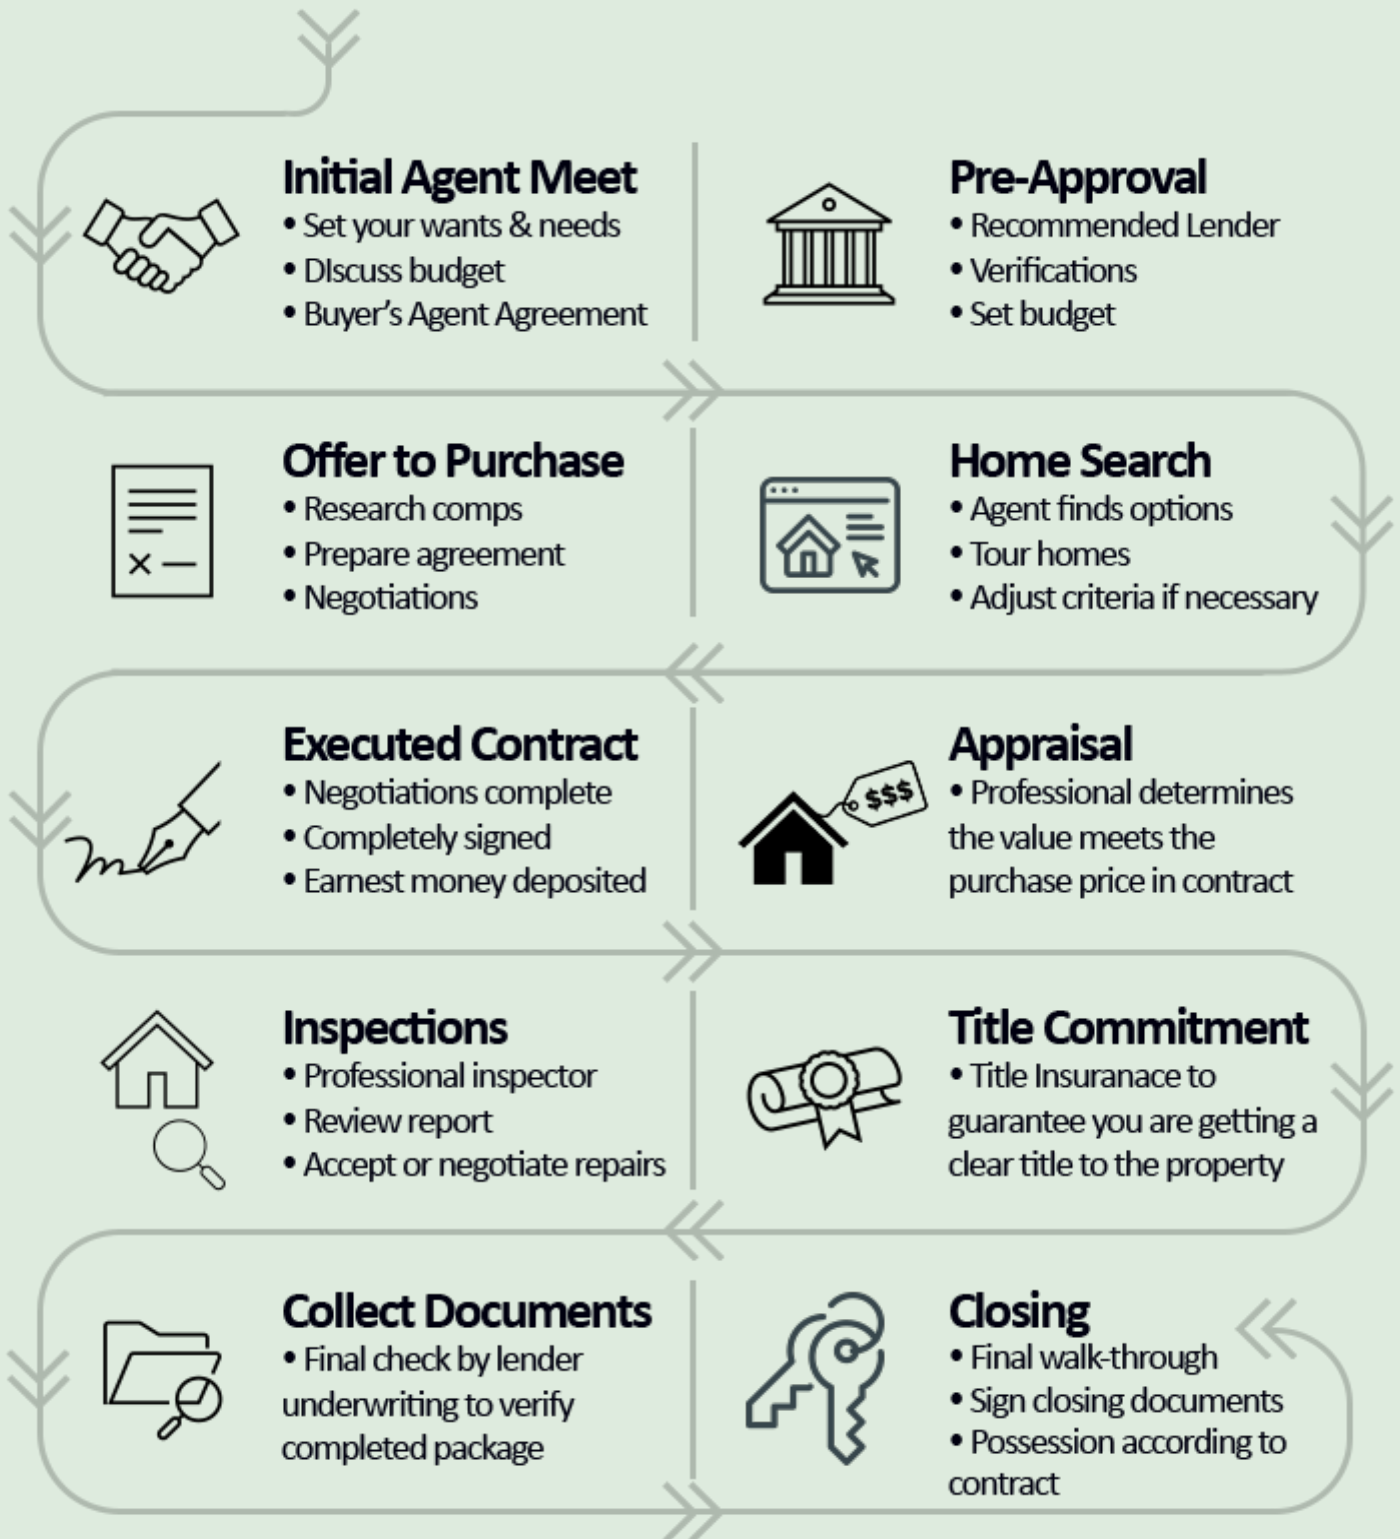 Initial Agent Meet
• Set your wants & needs
• DIscuss budget
• Buyer's Agent Agreement
Pre-Approval
• Recommended Lender
• Verifications
• Set budget
Offer to Purchase
• Research comps
• Prepare agreement
• Negotiations
Home Search
• Agent finds options
• Tour homes
• Adjust criteria if necessary
Executed Contract
• Negotiations complete
• Completely signed
• Earnest money deposited
$$$
Appraisal
• Professional determines
the value meets the
purchase price in contract
Inspections
• Professional inspector
• Review report
• Accept or negotiate repairs
Title Commitment
• Title Insuranace to
guarantee you are getting a
clear title to the property
Collect Documents
• Final check by lender
underwriting to verify
completed package
Closing
• Final walk-through
• Sign closing documents
• Possession according to
contract